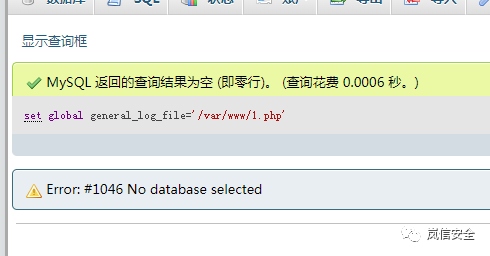 数据库 SQL 状态 账户 导出 导入
显示查询框
MySQL 返回的查询结果为空 (即零行)。 (查询花费 0.0006 秒。)
set global general_log_file='/var/www/1.php'
Error: #1046 No database selected
岚信安全